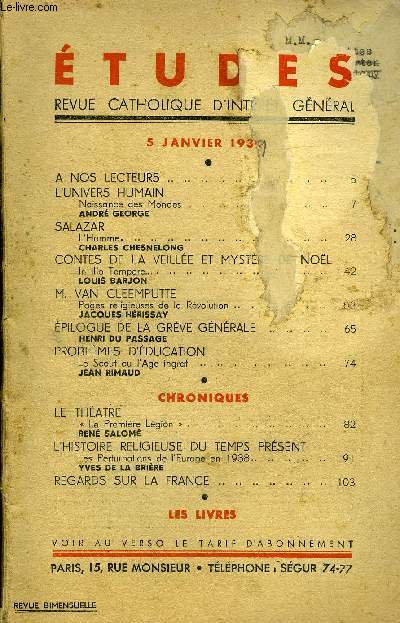 Le-livre.com
M.M.
ÉTUDES
REVUE CATHOLIQUE D'INTÉ GÉNÉRAL
5 JANVIER 193
A NOS LECTEURS 5
L'UNIVERS HUMAIN
Naissance des Mondes 7
ANDRÉ GEORGE
SALAZAR
L'Homme 28
CHARLES CHESNELONG
CONTES DE LA VEILLÉE ET MYSTÈ DE NOËL
In illo Tempore 42
LOUIS BARJON
M. VAN CLEEMPUTTE
Pages religieuses de la Révolution
JACQUES HÉRISSAY
ÉPILOGUE DE LA GRÈVE GÉNÉRALE 65
HENRI DU PASSAGE
PROBLÈMES D'ÉDUCATION
Le Scout ou l'Age ingrat 74
JEAN RIMAUD
CHRONIQUES
LE THÉATRE
« La Première Légion » 82
RENÉ SALOMÉ
L'HISTOIRE RELIGIEUSE DU TEMPS PRÉSENT
Les Perturbations de l'Europe en 1938 91
YVES DE LA BRIÈRE
REGARDS SUR LA FRANCE 103
LES LIVRES
VOIR AU VERSO LE TARIF D'ABONNEMENT
PARIS, 15, RUE MONSIEUR • TÉLÉPHONE : SÉGUR 74-77
REVUE BIMENSUELLE